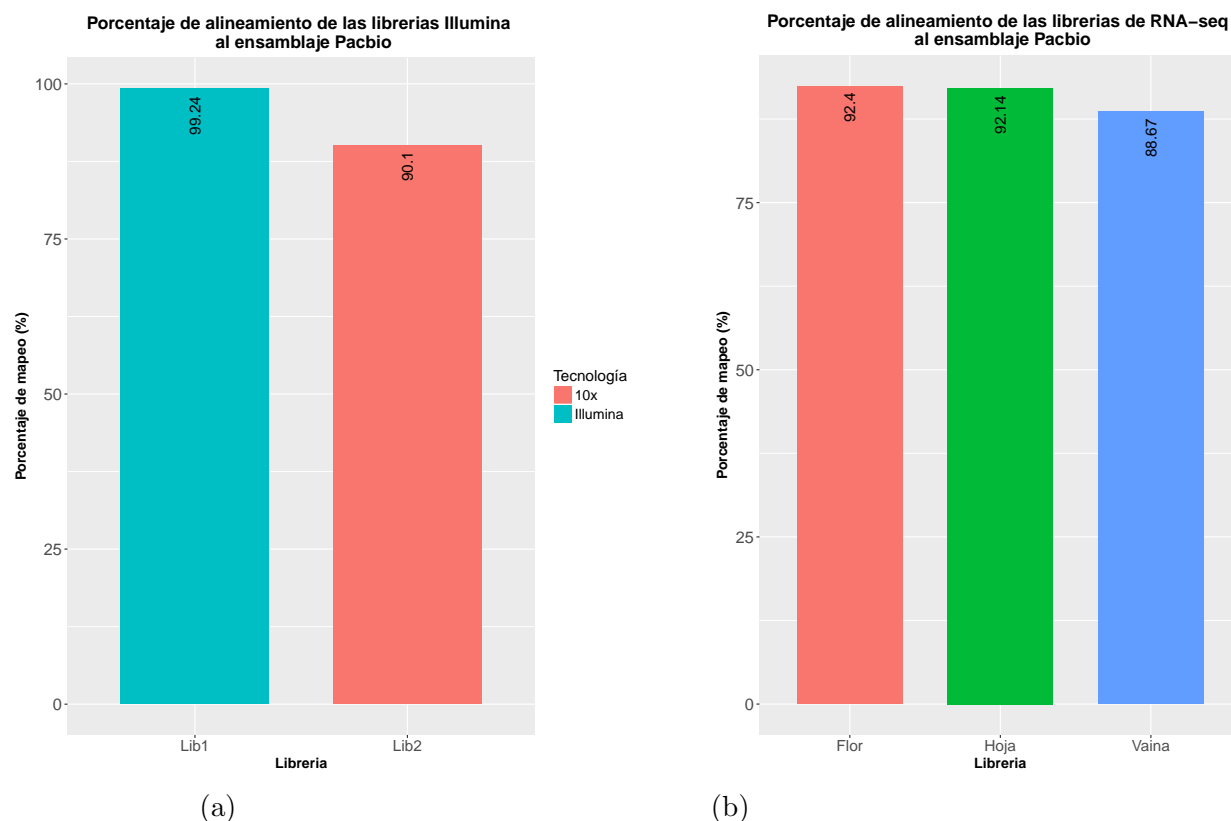 Porcentaje de alineamiento de las librerias Illumina
al ensamblaje Pacbio
100
75
50
25
0
Porcentaje de mapeo (%)
99.24
90.1
Lib1
Lib2
Libreria
Tecnología
10x
Illumina
(a)
Porcentaje de alineamiento de las librerias de RNA−seq
al ensamblaje Pacbio
75
50
25
0
Porcentaje de mapeo (%)
92.4
92.14
88.67
Flor
Hoja
Vaina
Libreria
(b)